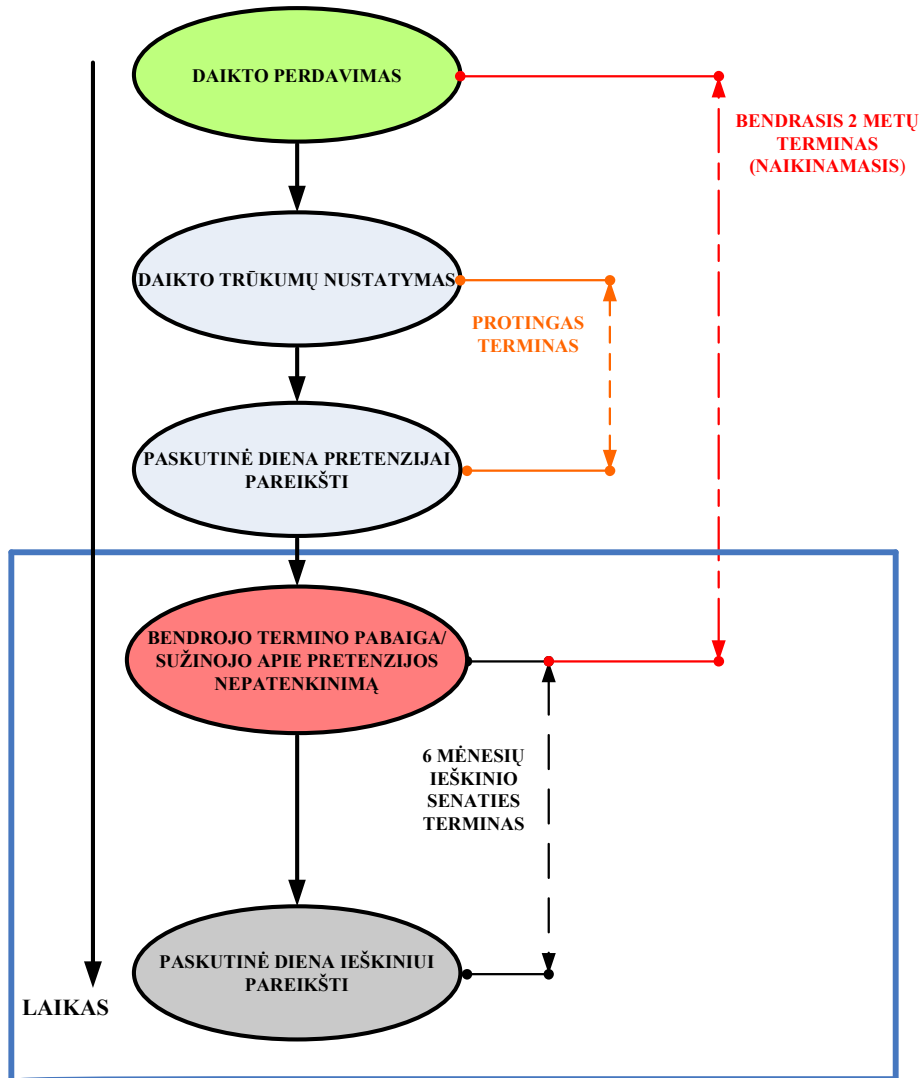 DAIKTO PERDAVIMAS
BENDRASIS 2 METŲ
TERMINAS
(NAIKINAMASIS)
DAIKTO TRŪKUMŲ NUSTATYMAS
PROTINGAS
TERMINAS
PASKUTINĖ DIENA PRETENZIJAI
PAREIKŠTI
BENDROJO TERMINO PABAIGA/
SUŽINOJO APIE PRETENZIJOS
NEPATENKINIMĄ
6 MĖNESIŲ
IEŠKINIO
SENATIES
TERMINAS
PASKUTINĖ DIENA IEŠKINIUI
PAREIKŠTI
LAIKAS